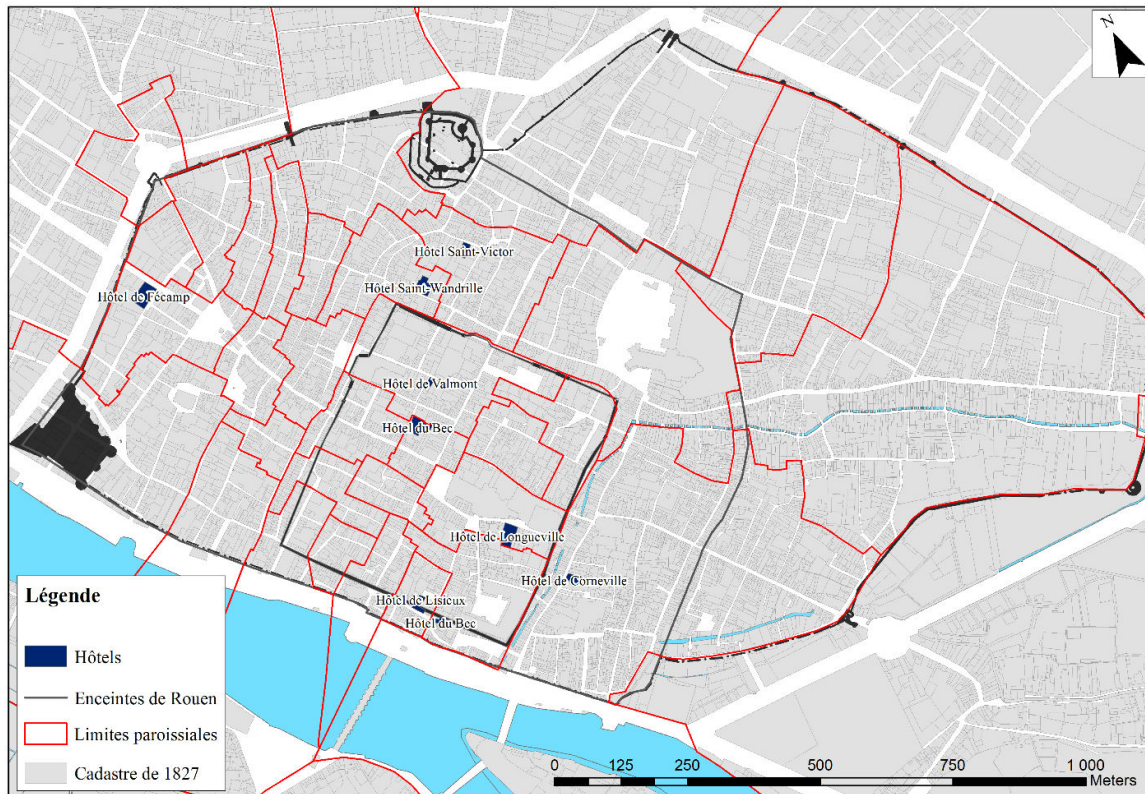 N
Hôtel Saint-Victor
Hôtel Saint-Wandrille
Hôtel de Fécamp
Hôtel de Valmont
Hôtel du Bec
Hôtel de Longueville
Hôtel de Corneville
Hôtel de Lisieux
Hôtel du Bec
Légende
Hôtels
Enceintes de Rouen
Limites paroissiales
Cadastre de 1827
0 125 250 500 750 1 000
Meters